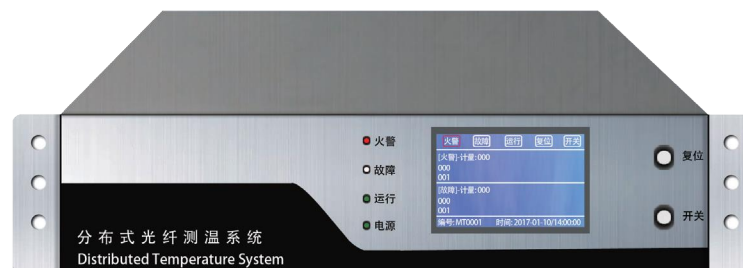 火警
故障
运行
电源
火警 故障 运行 复位 开关
[火警]-计量:000
000
001
[故障]-计量:000
000
001
编号:MT0001 时间:2017-01-10/14:00:00
复位
开关
分布式光纤测温系统
Distributed Temperature System